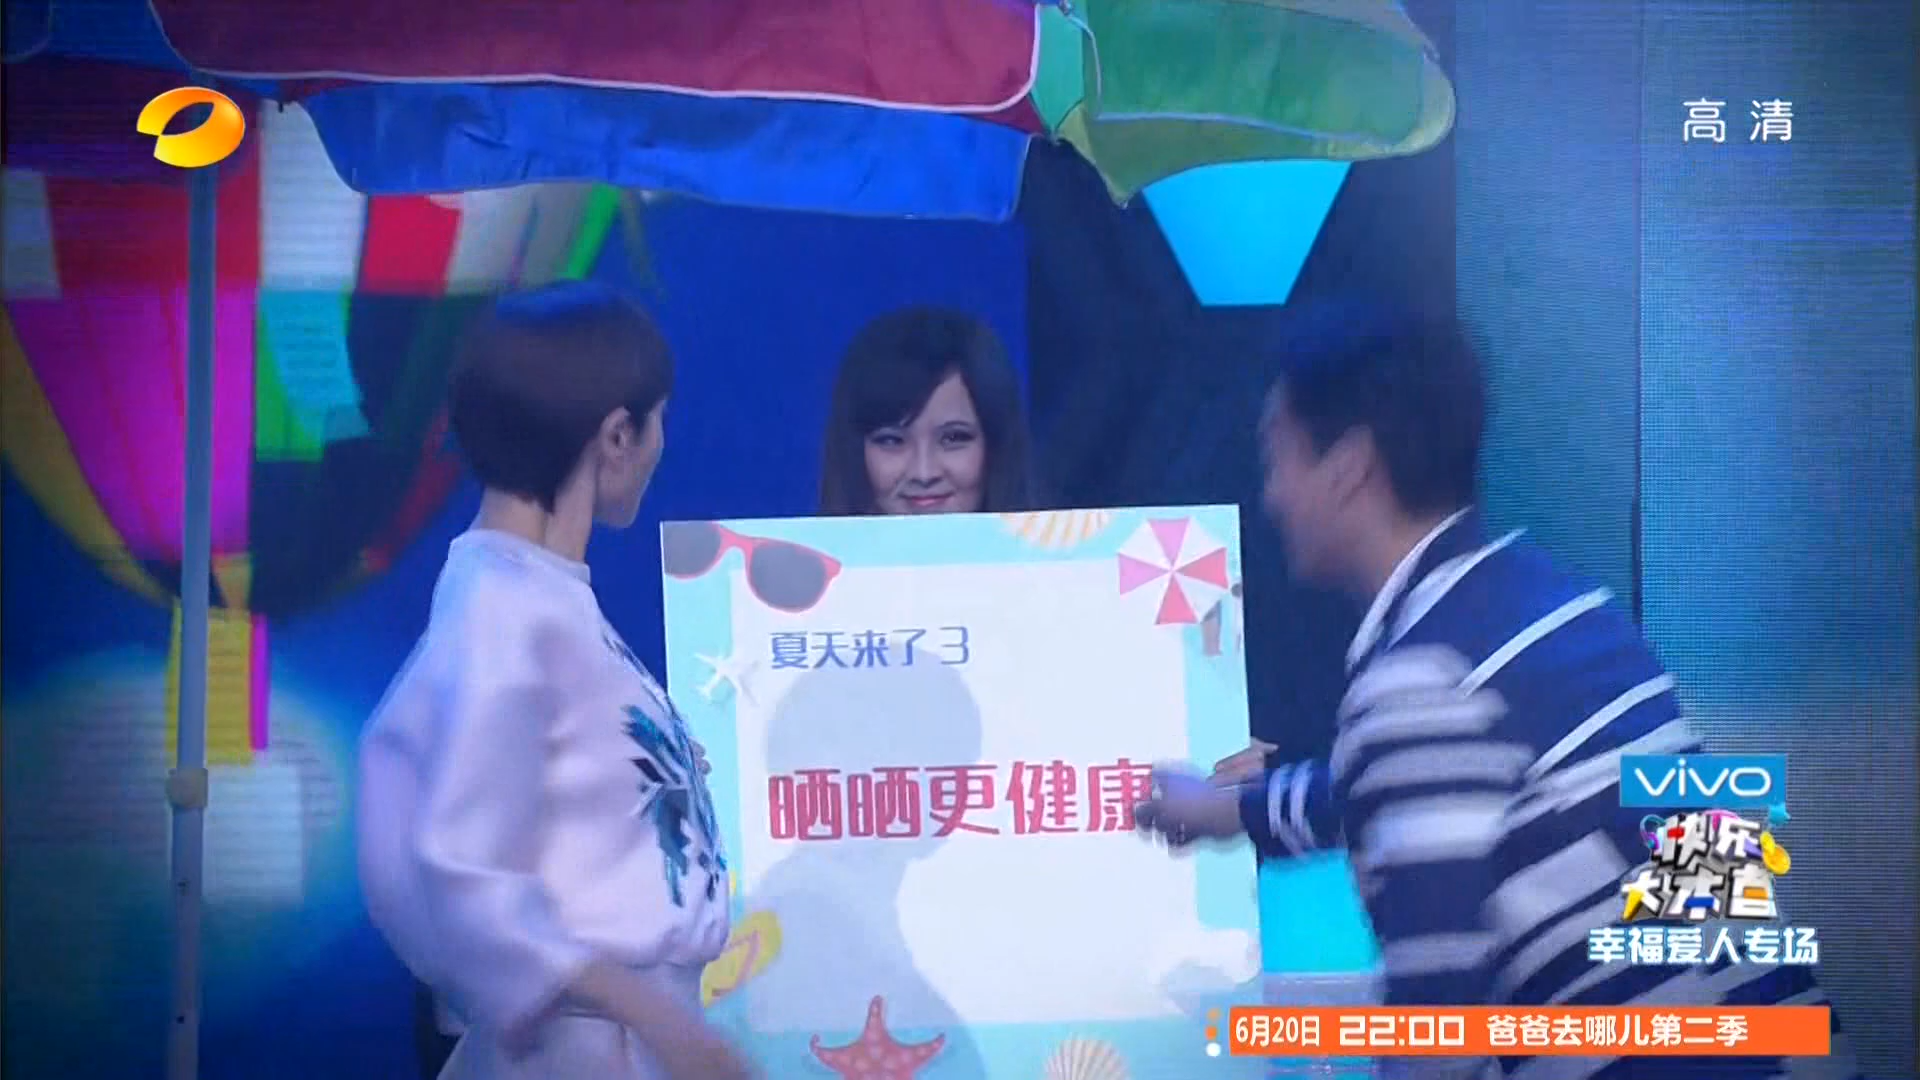 高清
夏天来了 3
晒晒更健康
vivo
快乐
大本营
幸福爱人专场
6月20日 22:00 爸爸去哪儿第二季